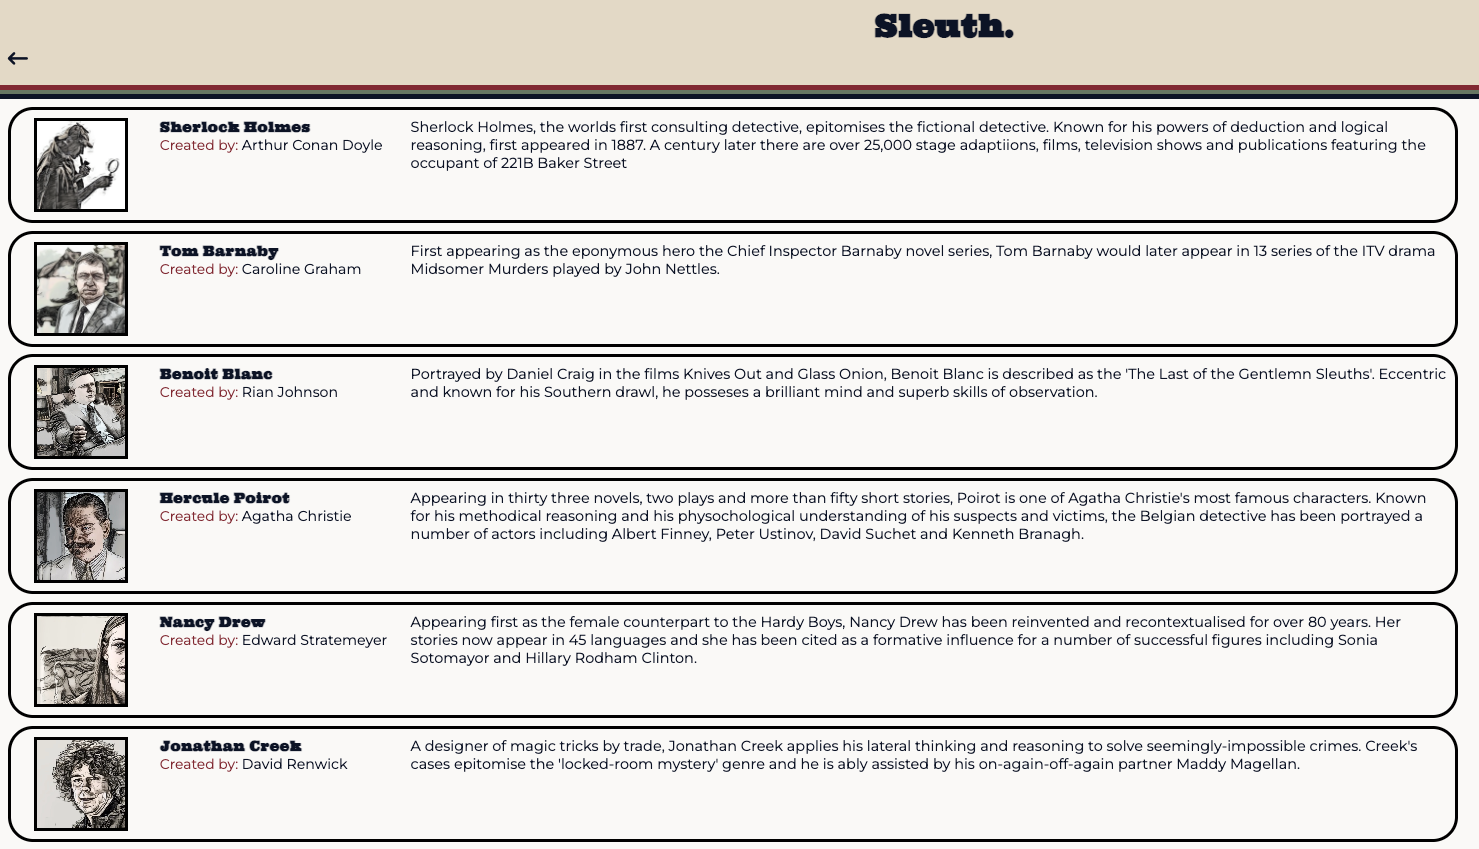 Sleuth.
Sherlock Holmes
Created by: Arthur Conan Doyle
Sherlock Holmes, the worlds first consulting detective, epitomises the fictional detective. Known for his powers of deduction and logical
reasoning, first appeared in 1887. A century later there are over 25,000 stage adaptiions, films, television shows and publications featuring the
occupant of 221B Baker Street
Tom Barnaby
Created by: Caroline Graham
First appearing as the eponymous hero the Chief Inspector Barnaby novel series, Tom Barnaby would later appear in 13 series of the ITV drama
Midsomer Murders played by John Nettles.
Benoit Blanc
Created by: Rian Johnson
Portrayed by Daniel Craig in the films Knives Out and Glass Onion, Benoit Blanc is described as the 'The Last of the Gentlemn Sleuths'. Eccentric
and known for his Southern drawl, he posseses a brilliant mind and superb skills of observation.
Hercule Poirot
Created by: Agatha Christie
Appearing in thirty three novels, two plays and more than fifty short stories, Poirot is one of Agatha Christie's most famous characters. Known
for his methodical reasoning and his physochological understanding of his suspects and victims, the Belgian detective has been portrayed a
number of actors including Albert Finney, Peter Ustinov, David Suchet and Kenneth Branagh.
Nancy Drew
Created by: Edward Stratemeyer
Appearing first as the female counterpart to the Hardy Boys, Nancy Drew has been reinvented and recontextualised for over 80 years. Her
stories now appear in 45 languages and she has been cited as a formative influence for a number of successful figures including Sonia
Sotomayor and Hillary Rodham Clinton.
Jonathan Creek
Created by: David Renwick
A designer of magic tricks by trade, Jonathan Creek applies his lateral thinking and reasoning to solve seemingly-impossible crimes. Creek's
cases epitomise the 'locked-room mystery' genre and he is ably assisted by his on-again-off-again partner Maddy Magellan.